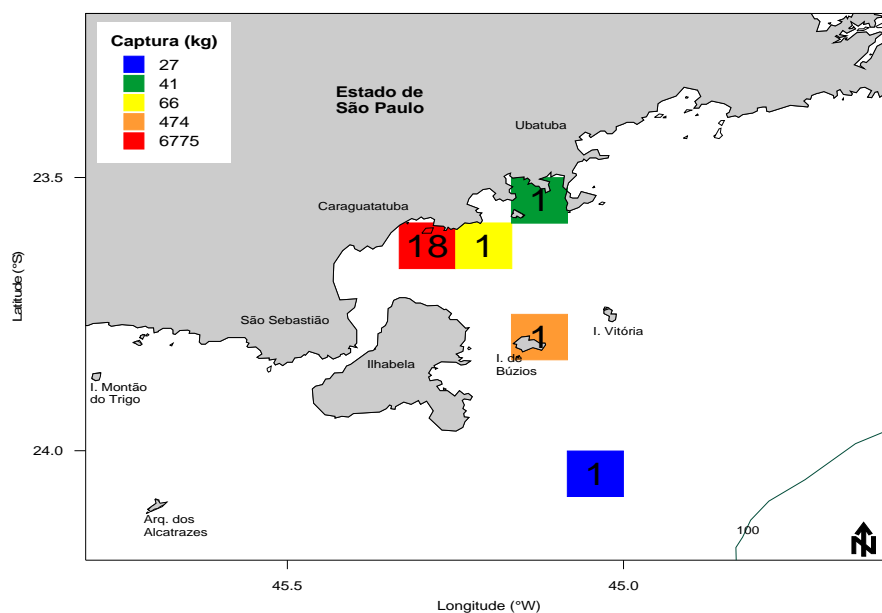 Captura (kg)
27
41
66
474
6775
Estado de
São Paulo
Ubatuba
Caraguatatuba
1
18
1
São Sebastião
Ilhabela
1
I. de
Búzios
I. Vitória
I. Montão
do Trigo
1
Arq. dos
Alcatrazes
100
N
23.5
24.0
Latitude (°S)
45.5
45.0
Longitude (°W)